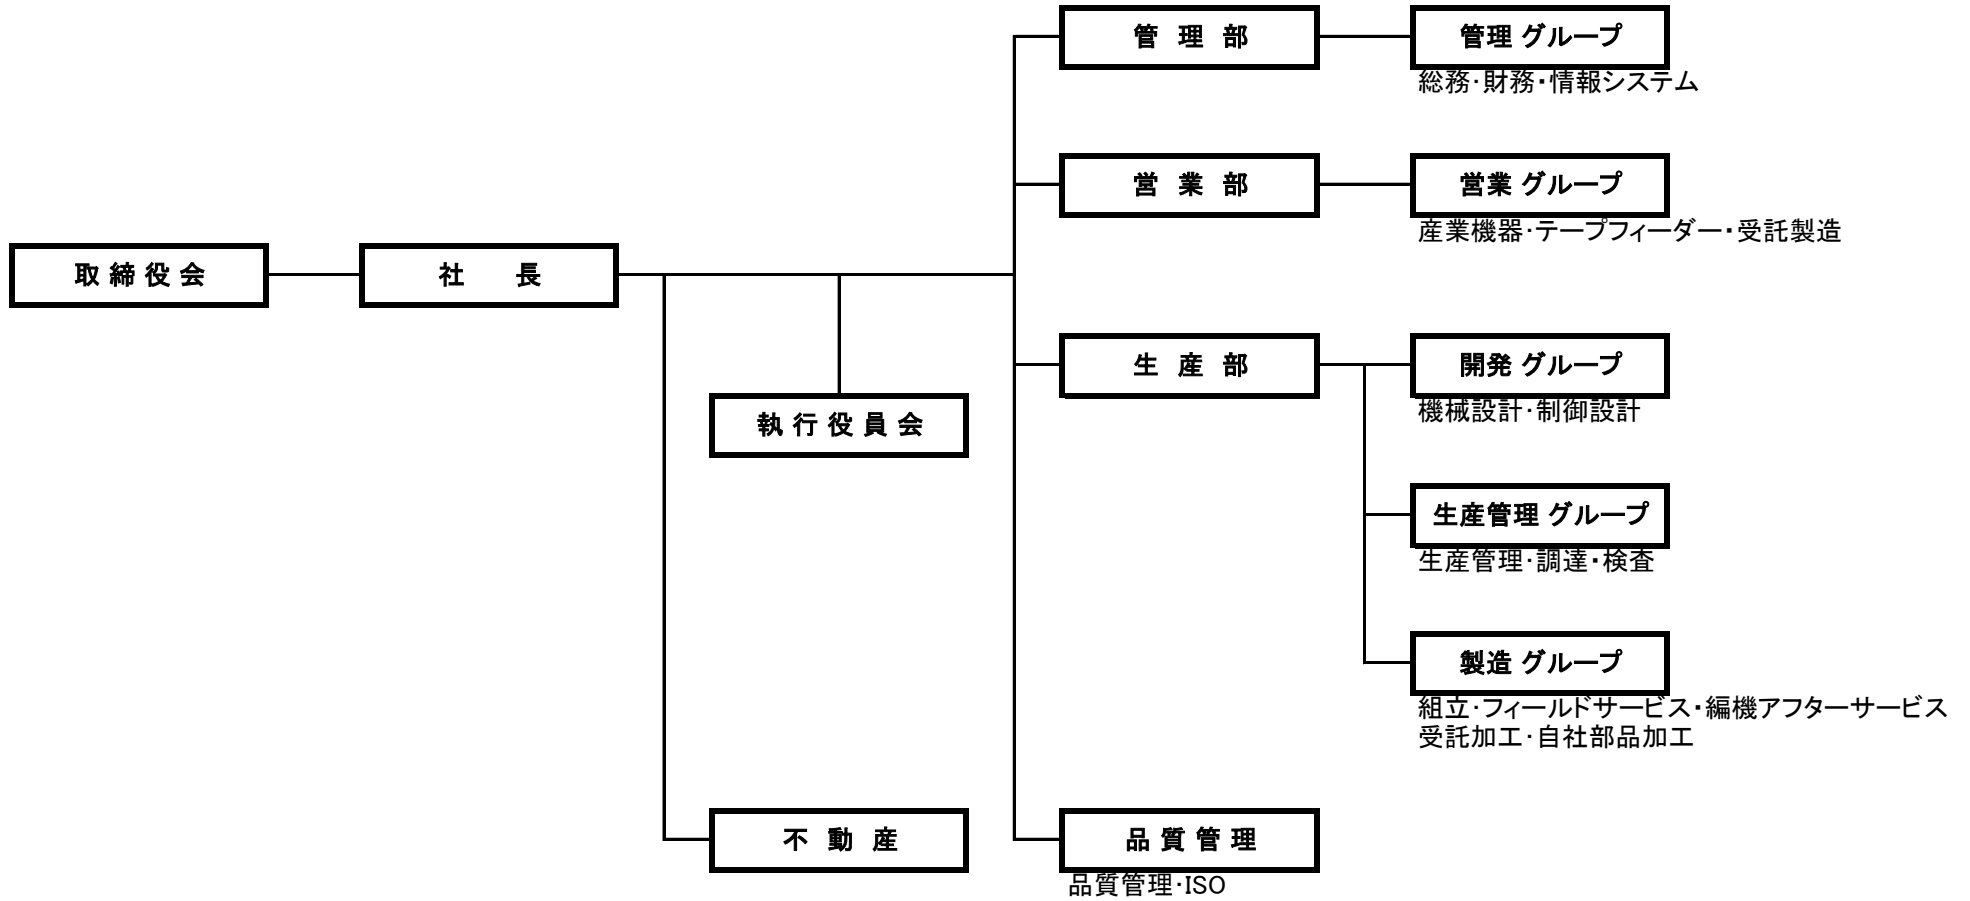 取締役会
社長
執行役員会
不動産
管理部
管理 グループ
総務･財務・情報システム
営業部
営業 グループ
産業機器･テープフィーダー・受託製造
生産部
開発 グループ
機械設計･制御設計
生産管理 グループ
生産管理･調達・検査
製造 グループ
組立･フィールドサービス・編機アフターサービス
受託加工･自社部品加工
品質管理
品質管理･ISO